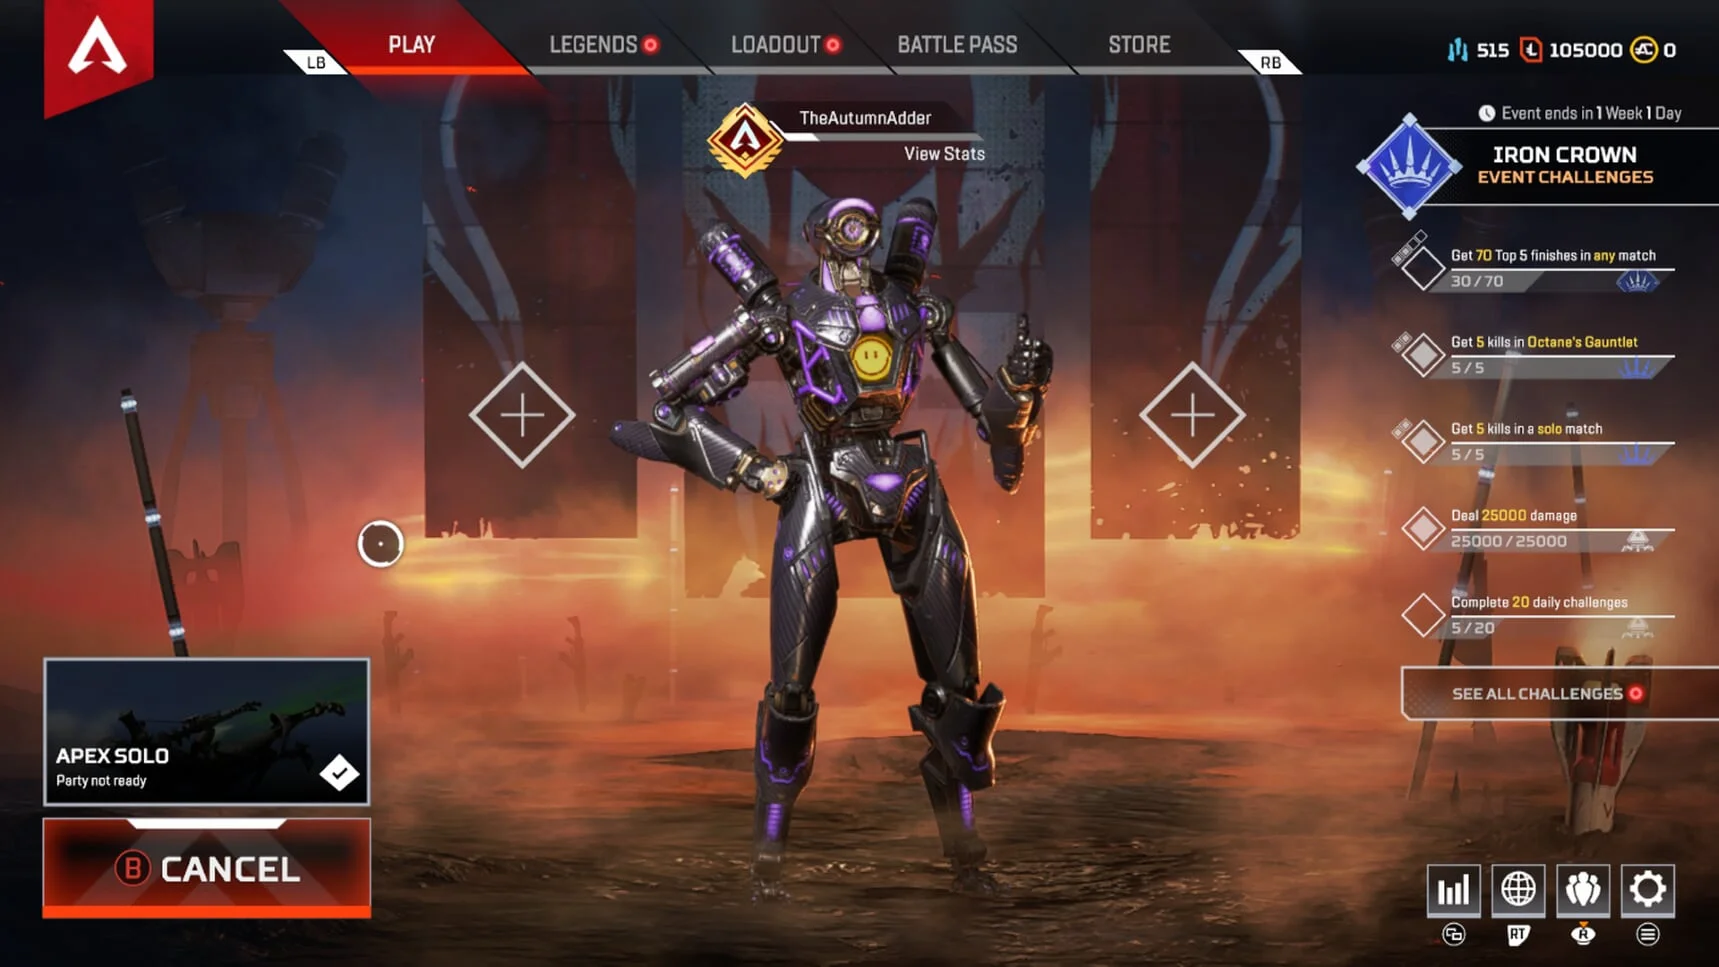 LB
PLAY
LEGENDS
LOADOUT
BATTLE PASS
STORE
RB
515
105000
0
TheAutumnAdder
View Stats
Event ends in 1 Week 1 Day
IRON CROWN
EVENT CHALLENGES
Get 70 Top 5 finishes in any match
30/70
Get 5 kills in Octane's Gauntlet
5/5
Get 5 kills in a solo match
5/5
Deal 25000 damage
25000/25000
Complete 20 daily challenges
5/20
SEE ALL CHALLENGES
APEX SOLO
Party not ready
B CANCEL
RT
R